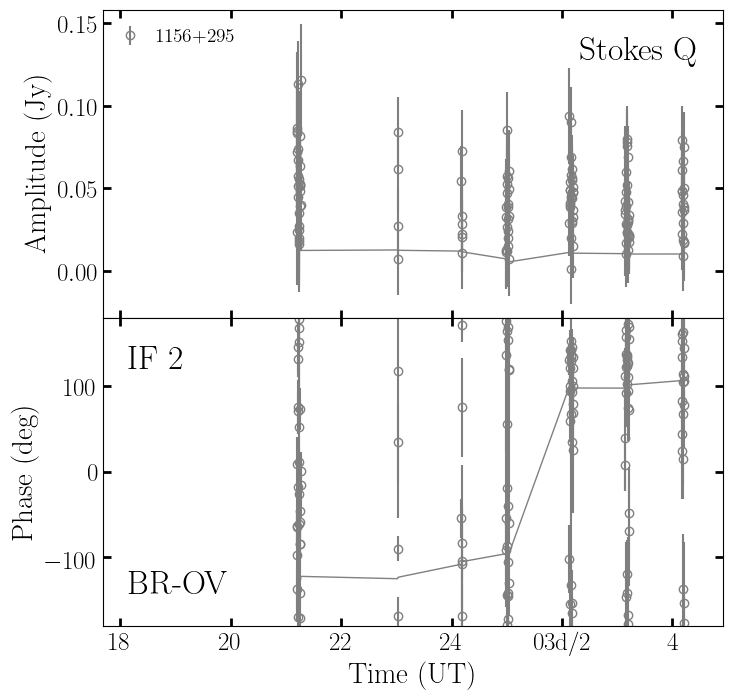 0.15
1156+295
Stokes Q
0.10
Amplitude (Jy)
0.05
0.00
IF 2
100
Phase (deg)
0
−100
BR-OV
18 20 22 24 03d/2 4
Time (UT)